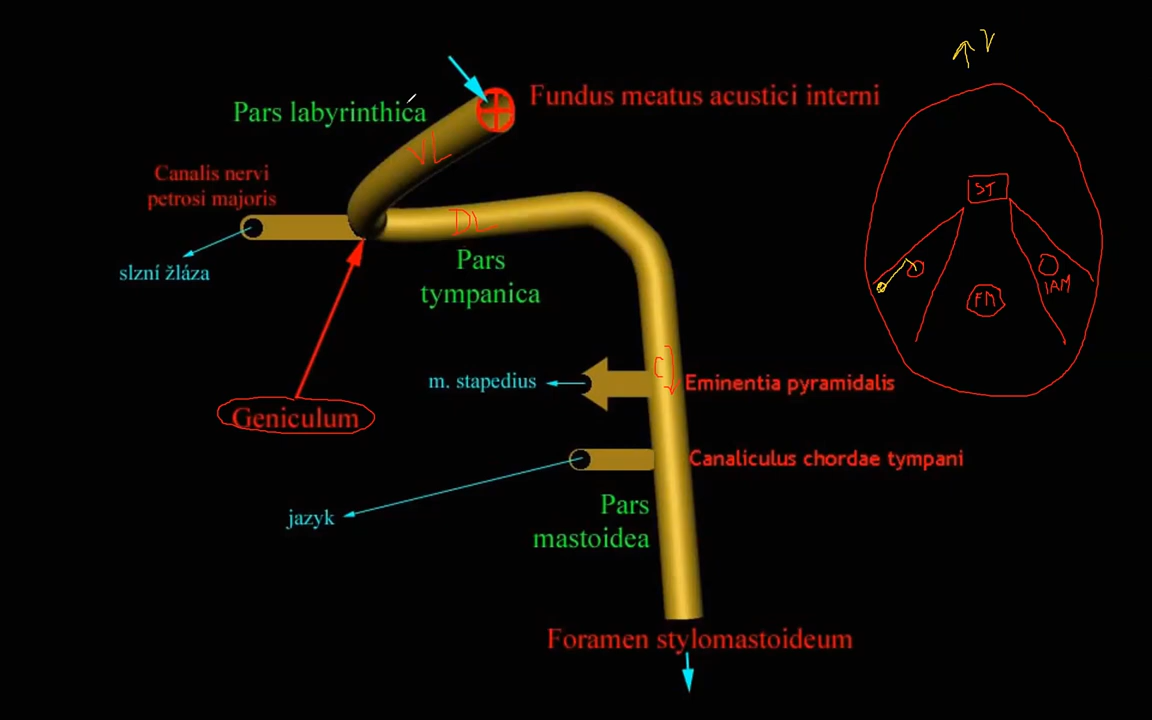 Fundus meatus acustici interni
Pars labyrinthica
VL
Canalis nervi
petrosi majoris
DL
slzní žláza
Pars
tympanica
m. stapedius
C
Eminentia pyramidalis
Geniculum
Canaliculus chordae tympani
jazyk
Pars
mastoidea
Foramen stylomastoideum
V
ST
IAM
FM